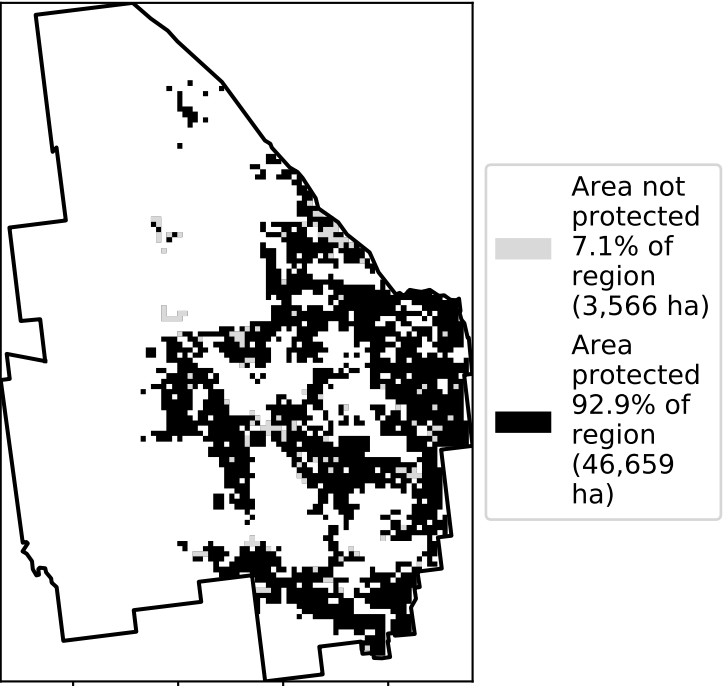 Area not
protected
7.1% of
region
(3,566 ha)
Area
protected
92.9% of
region
(46,659
ha)